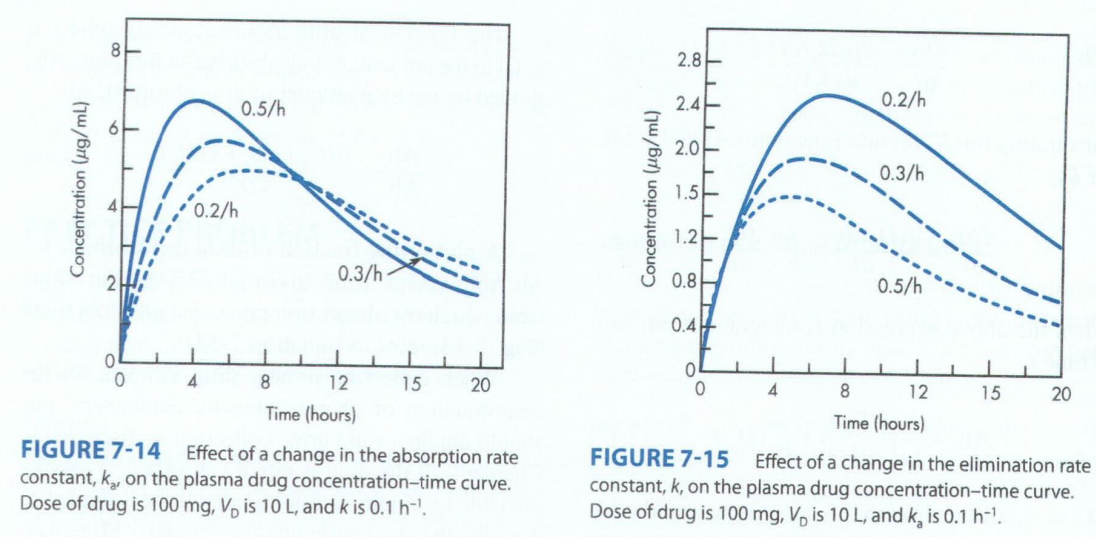 8
6
4
2
0
Concentration (µg/mL)
0.5/h
0.2/h
0.3/h
0 4 8 12 16 20
Time (hours)
FIGURE 7-14 Effect of a change in the absorption rate
constant, kₐ, on the plasma drug concentration–time curve.
Dose of drug is 100 mg, V_D is 10 L, and k is 0.1 h⁻¹.
2.8
2.4
2.0
1.5
1.2
0.8
0.4
0
Concentration (µg/mL)
0.2/h
0.3/h
0.5/h
0 4 8 12 15 20
Time (hours)
FIGURE 7-15 Effect of a change in the elimination rate
constant, k, on the plasma drug concentration–time curve.
Dose of drug is 100 mg, V_D is 10 L, and kₐ is 0.1 h⁻¹.